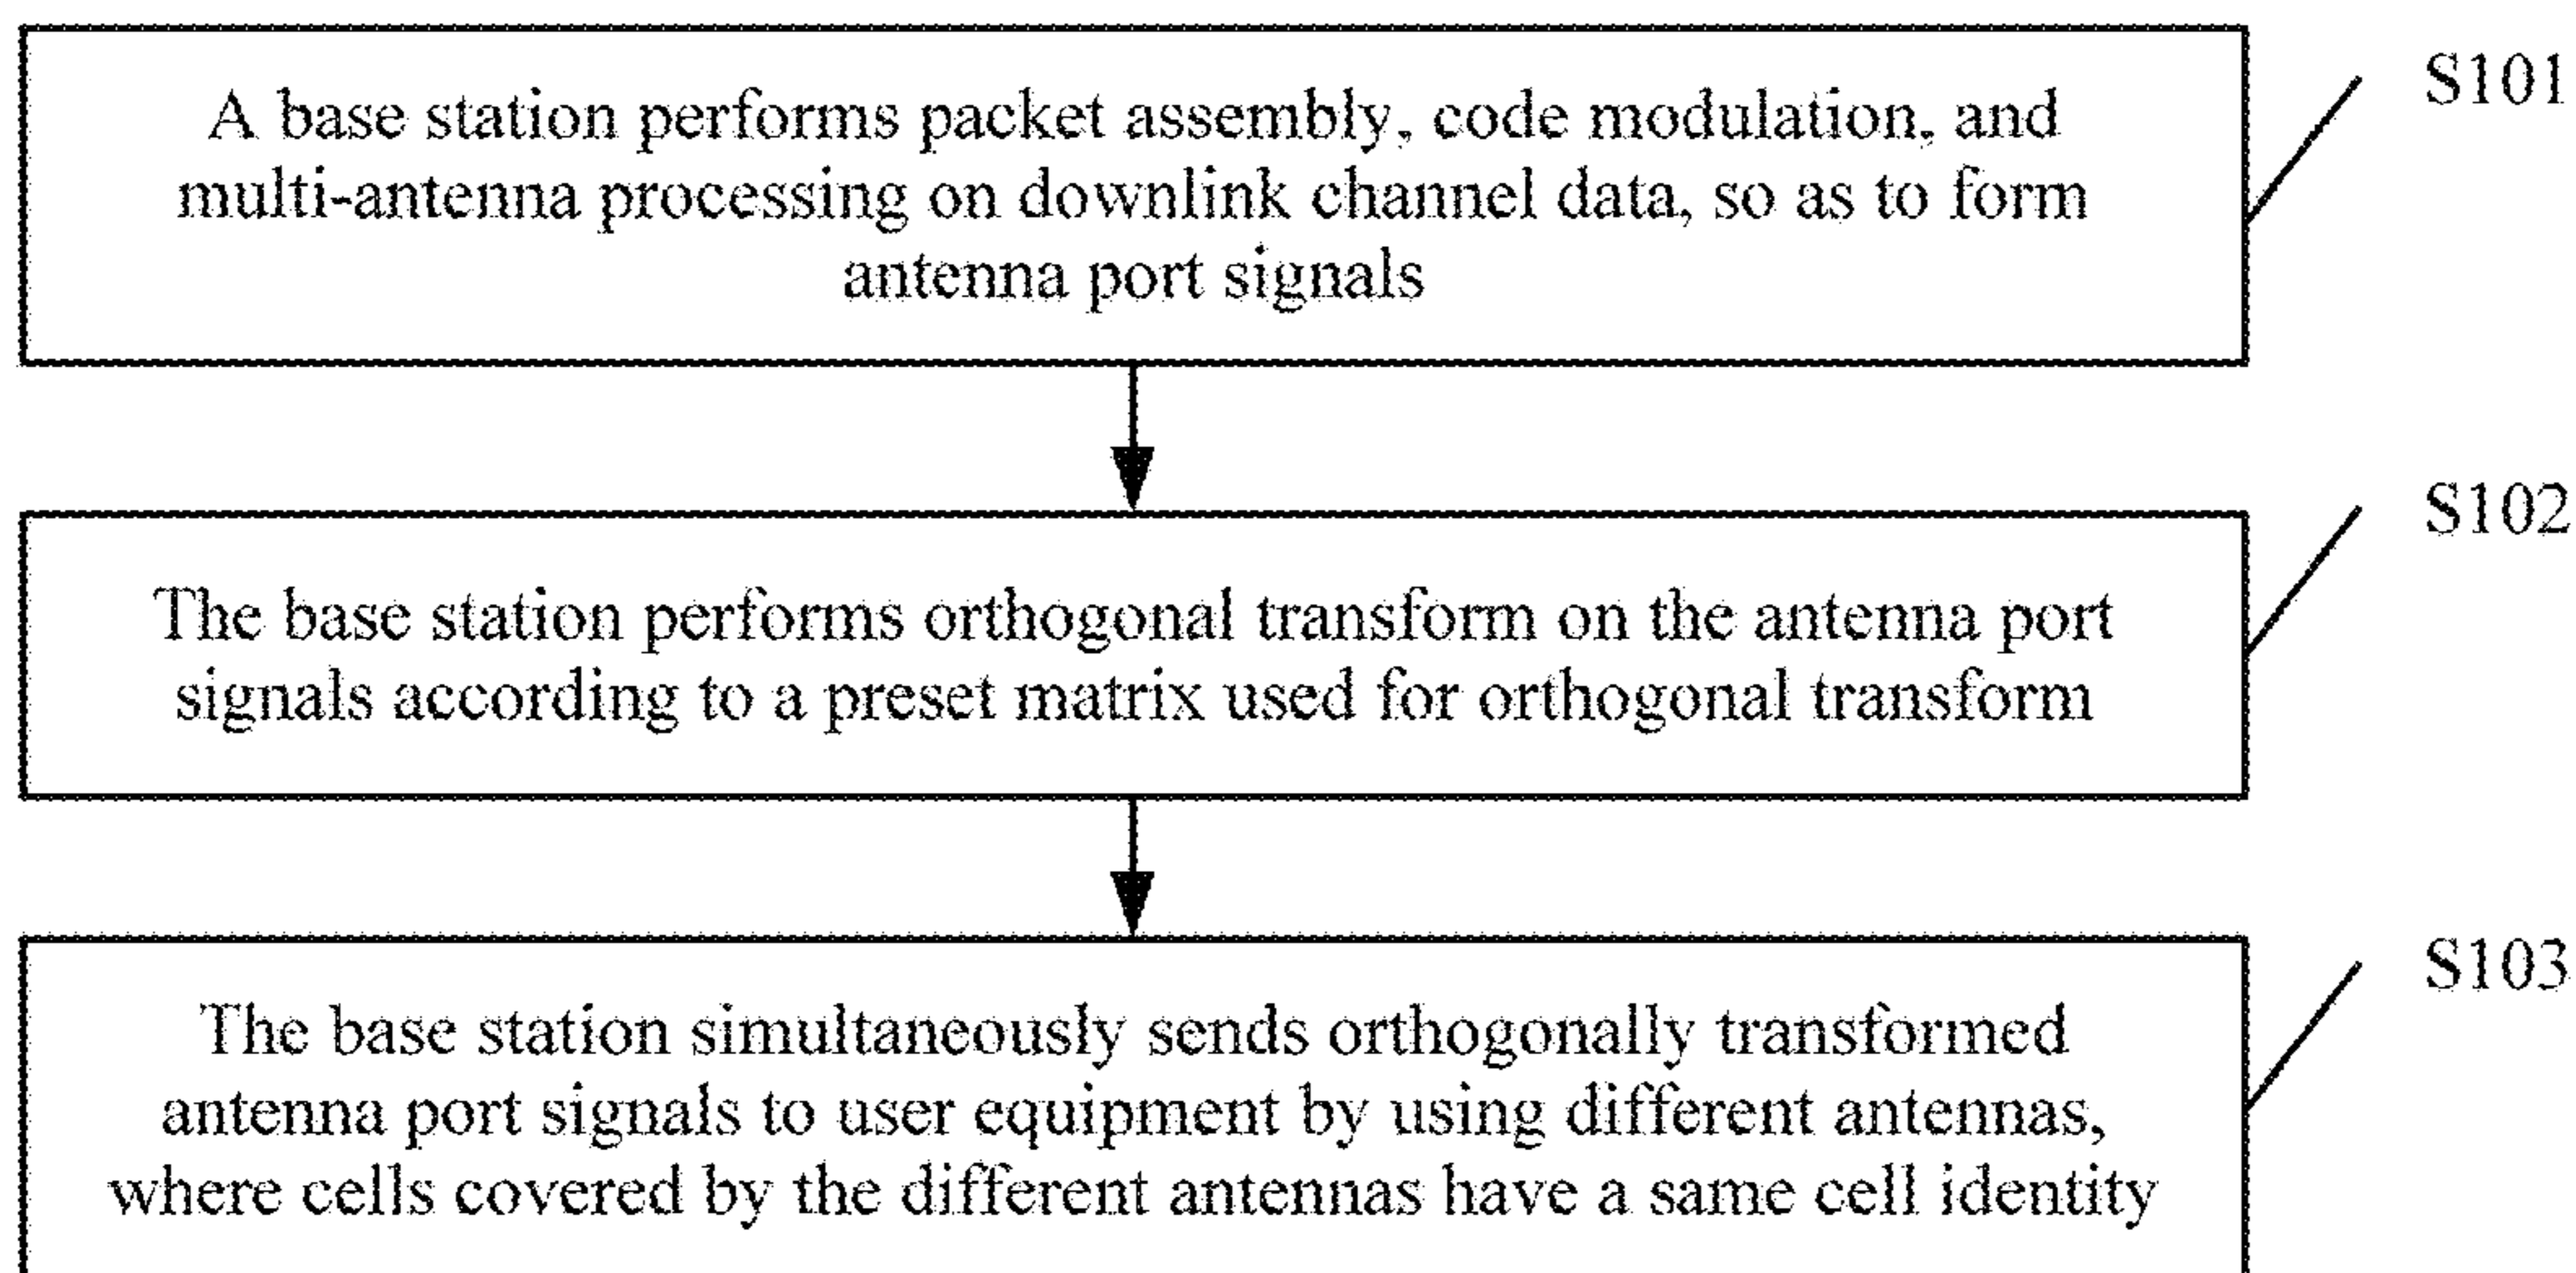 A base station performs packet assembly, code modulation, and
multi-antenna processing on downlink channel data, so as to form
antenna port signals
S101
The base station performs orthogonal transform on the antenna port
signals according to a preset matrix used for orthogonal transform
S102
The base station simultaneously sends orthogonally transformed
antenna port signals to user equipment by using different antennas,
where cells covered by the different antennas have a same cell identity
S103